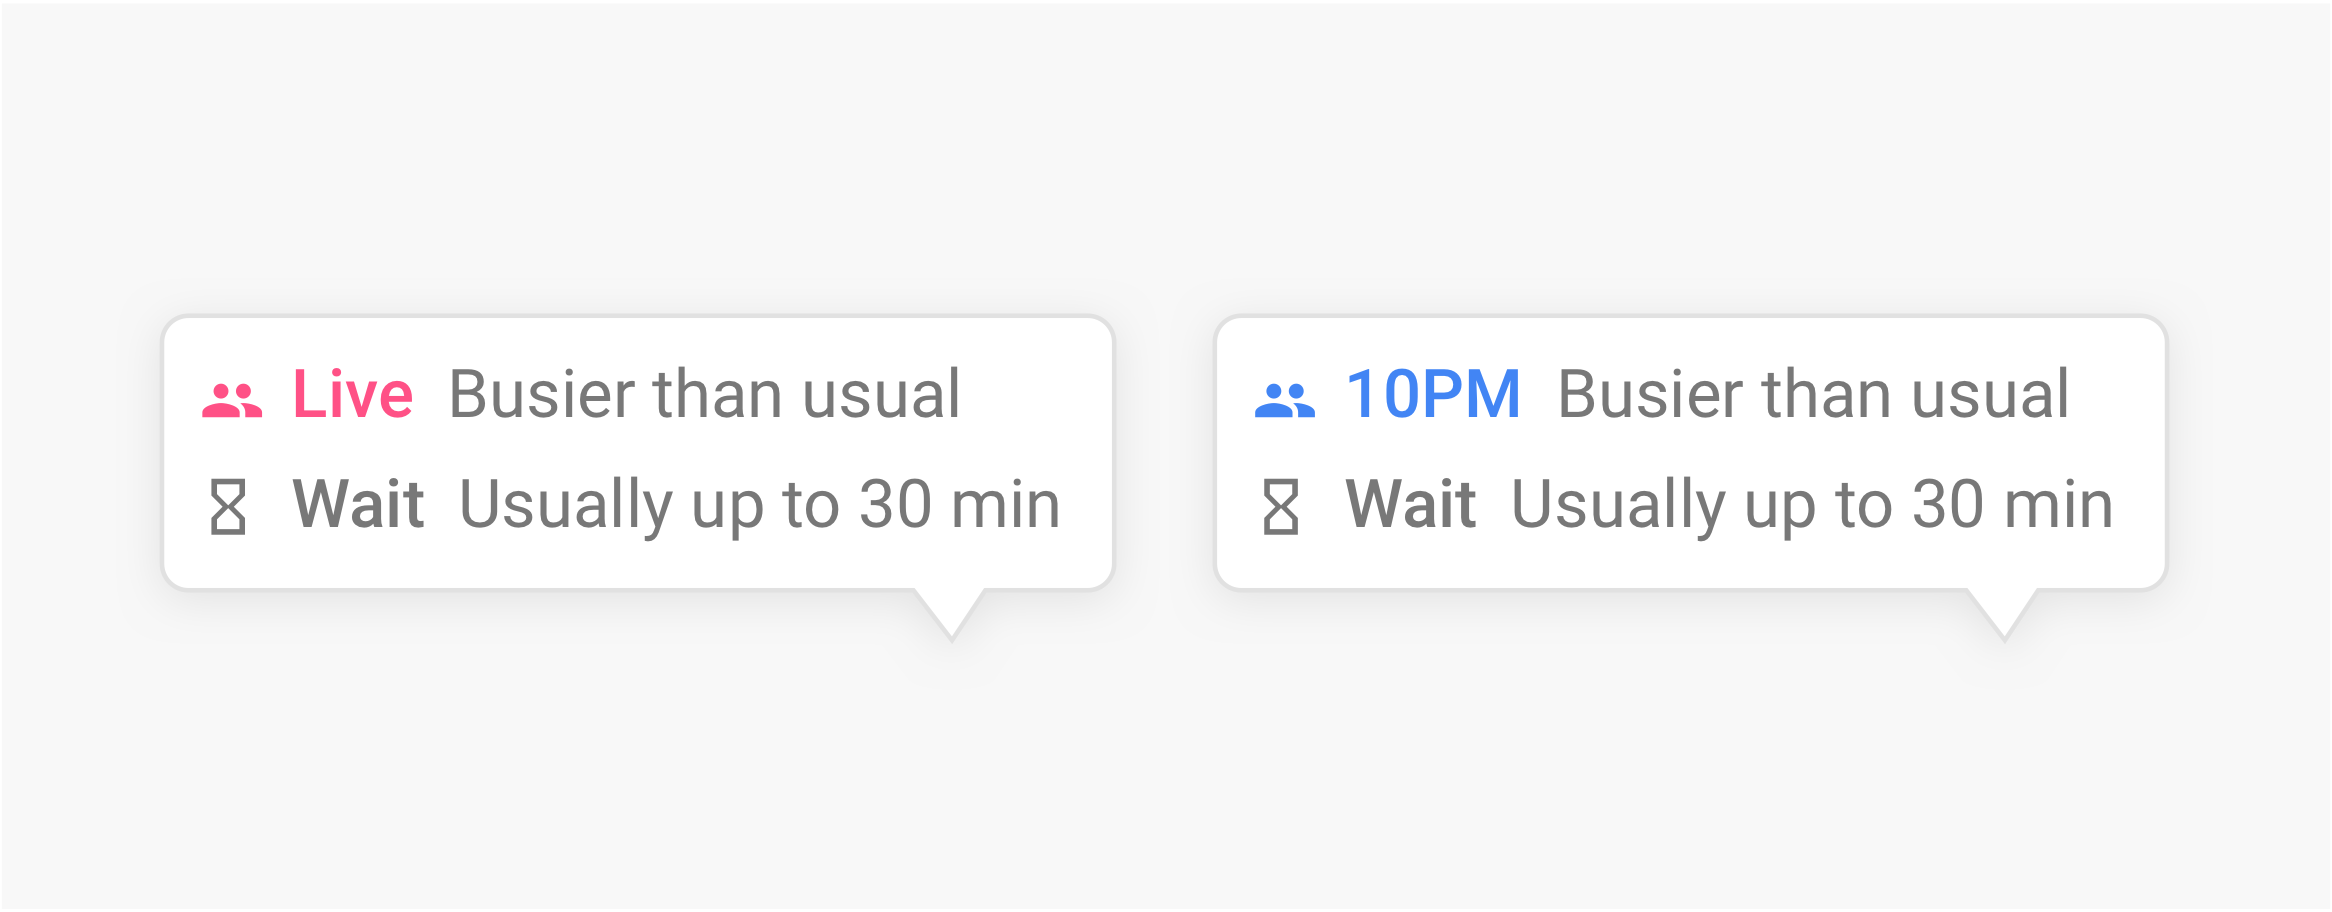 Live Busier than usual
Wait Usually up to 30 min
10PM Busier than usual
Wait Usually up to 30 min